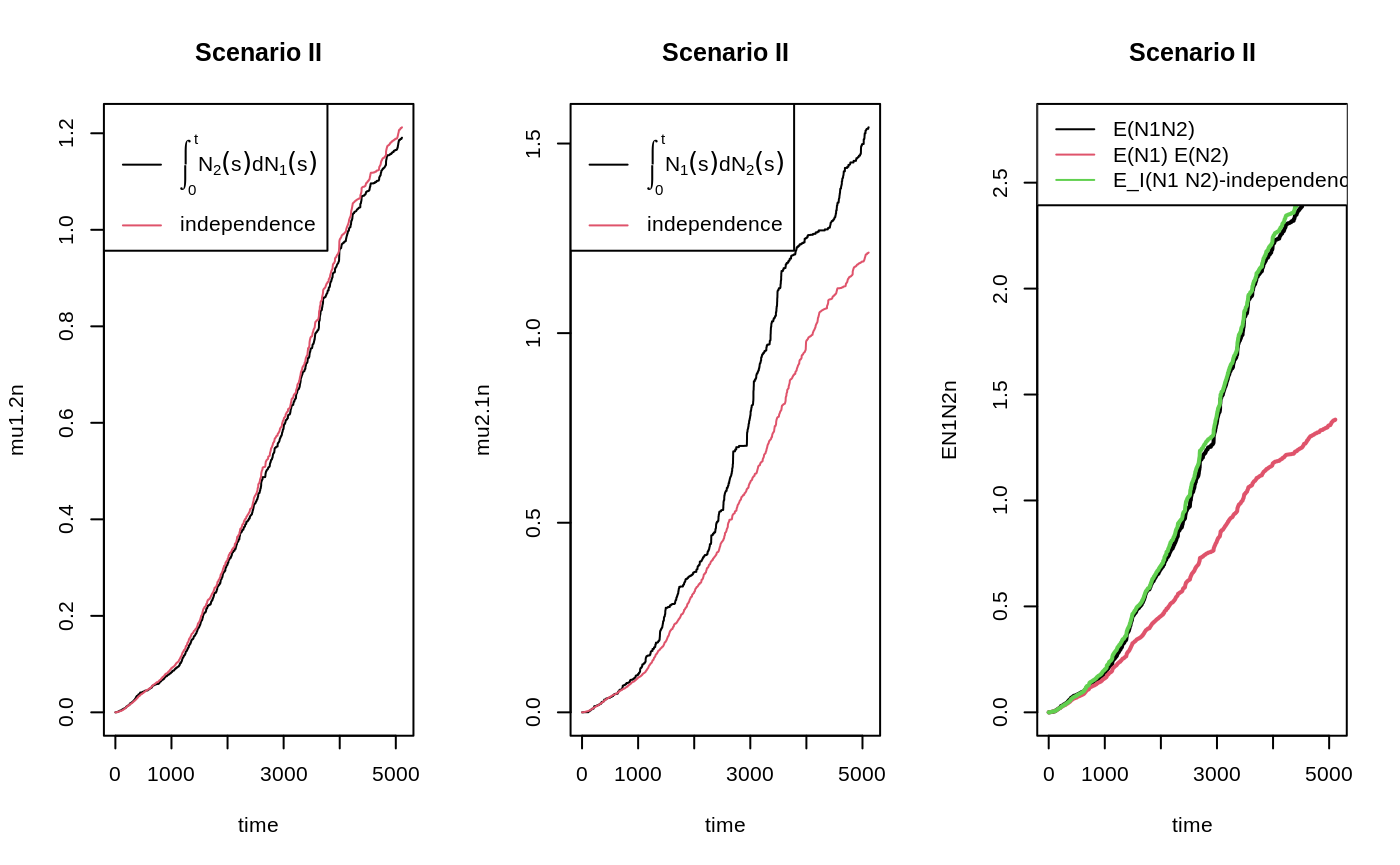 Scenario II
mu1.2n
0.0 0.2 0.4 0.6 0.8 1.0 1.2
∫₀ᵗ N₂(s)dN₁(s)
independence
0 1000 3000 5000
time
Scenario II
mu2.1n
0.0 0.5 1.0 1.5
∫₀ᵗ N₁(s)dN₂(s)
independence
0 1000 3000 5000
time
Scenario II
EN1N2n
0.0 0.5 1.0 1.5 2.0 2.5
E(N1N2)
E(N1) E(N2)
E_I(N1 N2)-independenc
0 1000 3000 5000
time